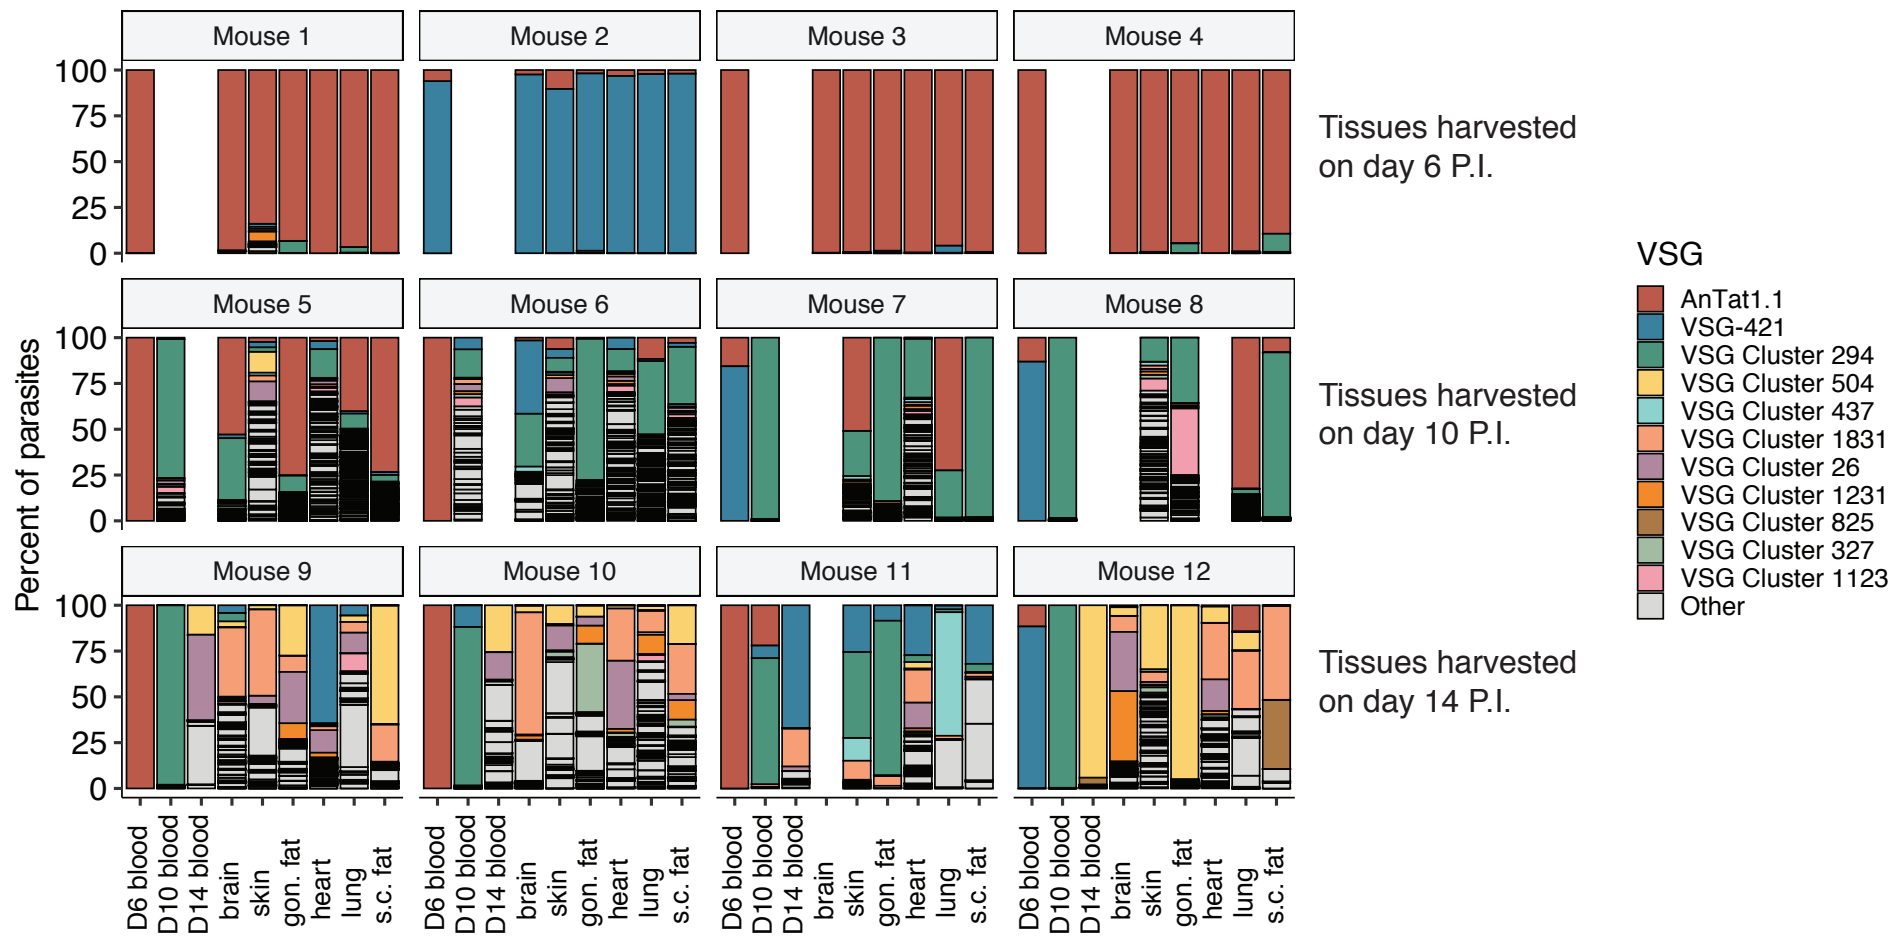 Mouse 1 Mouse 2 Mouse 3 Mouse 4
100
75
50
25
0
Tissues harvested
on day 6 P.I.
Mouse 5 Mouse 6 Mouse 7 Mouse 8
100
75
50
25
0
Tissues harvested
on day 10 P.I.
Mouse 9 Mouse 10 Mouse 11 Mouse 12
100
75
50
25
0
Tissues harvested
on day 14 P.I.
Percent of parasites
D6 blood D10 blood D14 blood brain skin gon. fat heart lung s.c. fat
D6 blood D10 blood D14 blood brain skin gon. fat heart lung s.c. fat
D6 blood D10 blood D14 blood brain skin gon. fat heart lung s.c. fat
D6 blood D10 blood D14 blood brain skin gon. fat heart lung s.c. fat
VSG
AnTat1.1
VSG-421
VSG Cluster 294
VSG Cluster 504
VSG Cluster 437
VSG Cluster 1831
VSG Cluster 26
VSG Cluster 1231
VSG Cluster 825
VSG Cluster 327
VSG Cluster 1123
Other